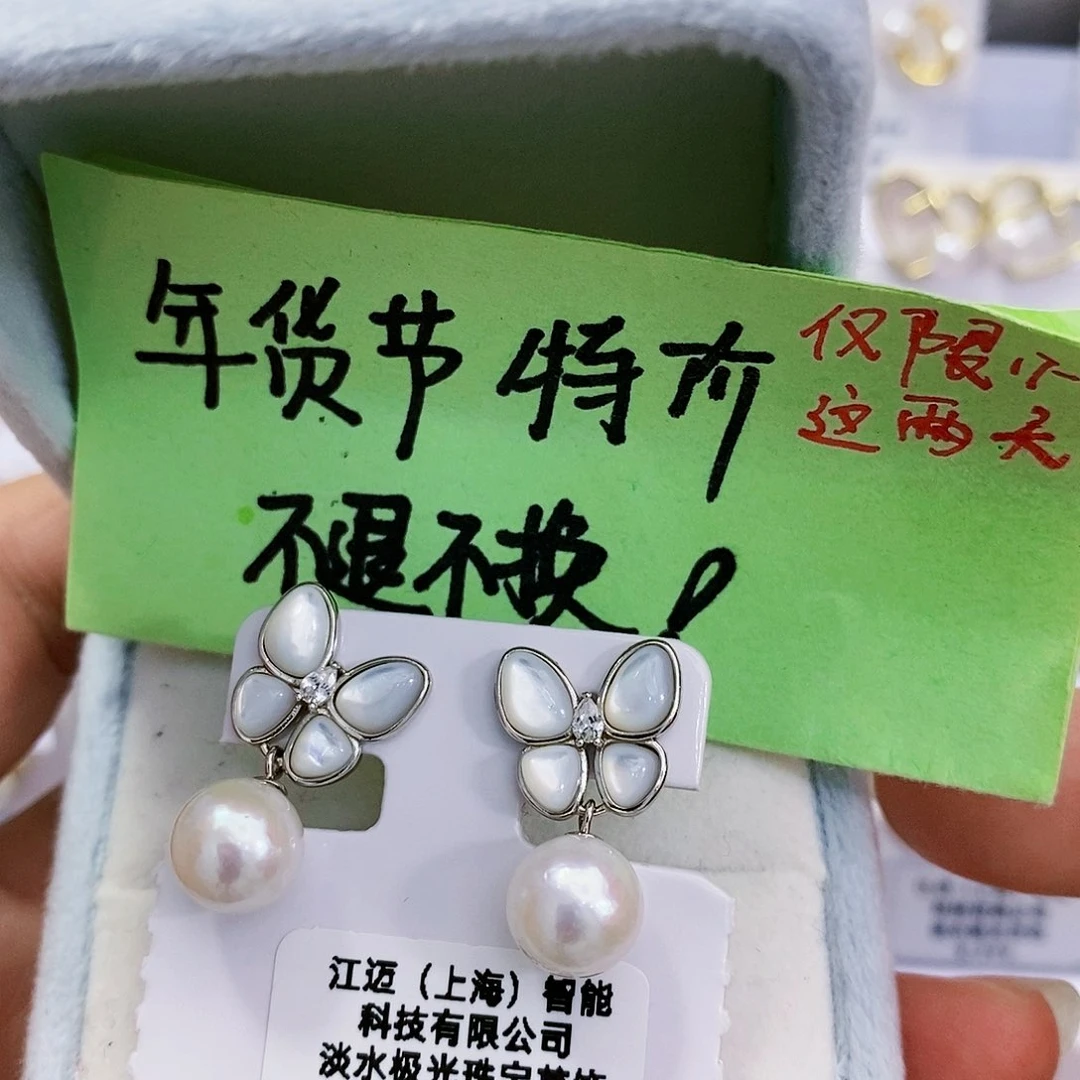 年货节 特价
仅限
这两天
不退不换！
江迈（上海）智能
科技有限公司
淡水极光珠宝首饰